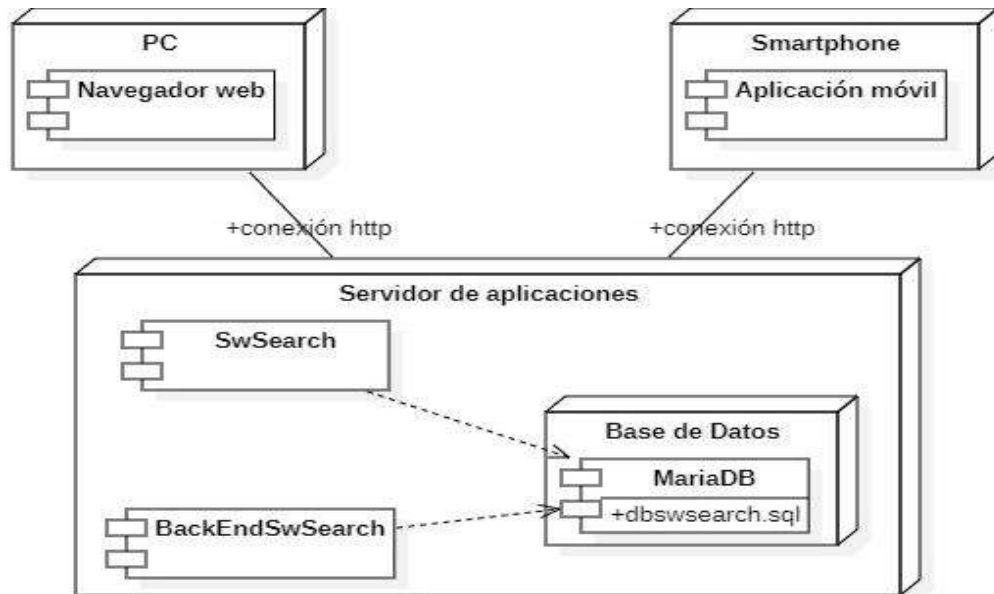 PC
Navegador web
Smartphone
Aplicación móvil
+conexión http
+conexión http
Servidor de aplicaciones
SwSearch
Base de Datos
MariaDB
+dbswsearch.sql
BackEndSwSearch